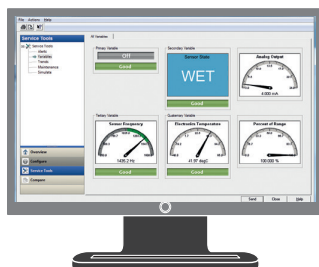 File Actions Help
Service Tools
All Variables
Service Tools
Alerts
Variables
Trends
Maintenance
Simulate
Primary Variable
Off
Good
Secondary Variable
Sensor State
WET
Good
Analog Output
4.000 mA
Tertiary Variable
Sensor Frequency
1435.2 Hz
Good
Quaternary Variable
Electronics Temperature
41.97 degC
Good
Percent of Range
100.000 %
Overview
Configure
Service Tools
Compare
Send Close Help